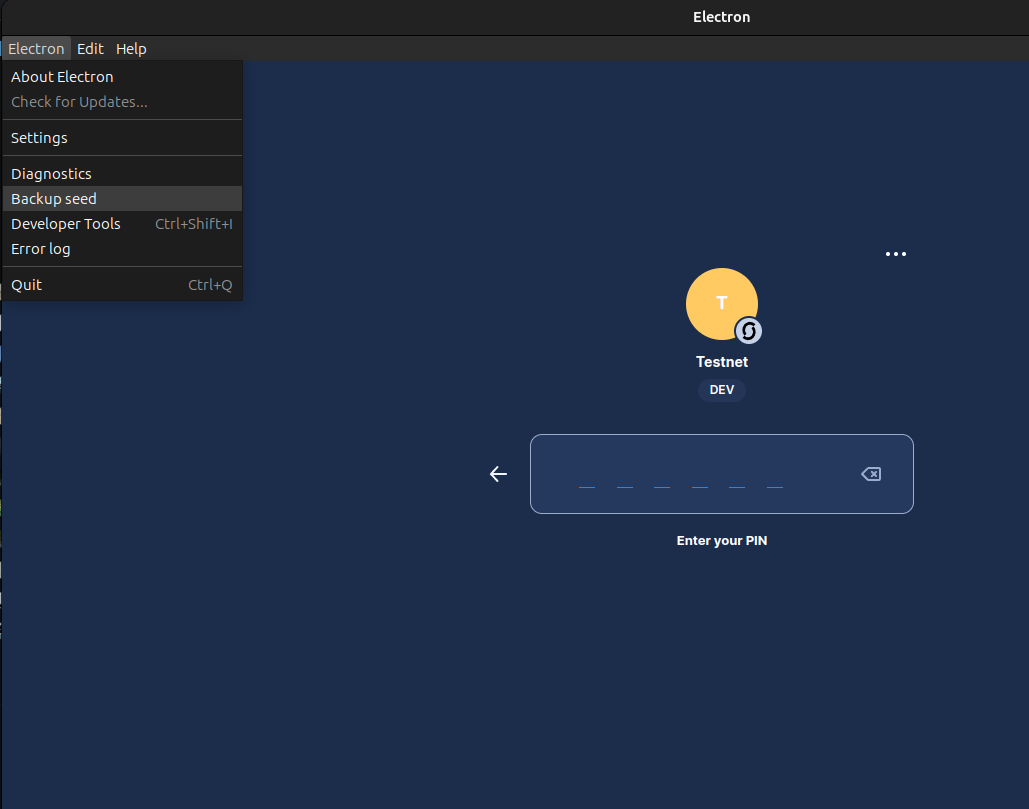 Electron
Electron Edit Help
About Electron
Check for Updates...
Settings
Diagnostics
Backup seed
Developer Tools Ctrl+Shift+I
Error log
Quit Ctrl+Q
T
Testnet
DEV
Enter your PIN